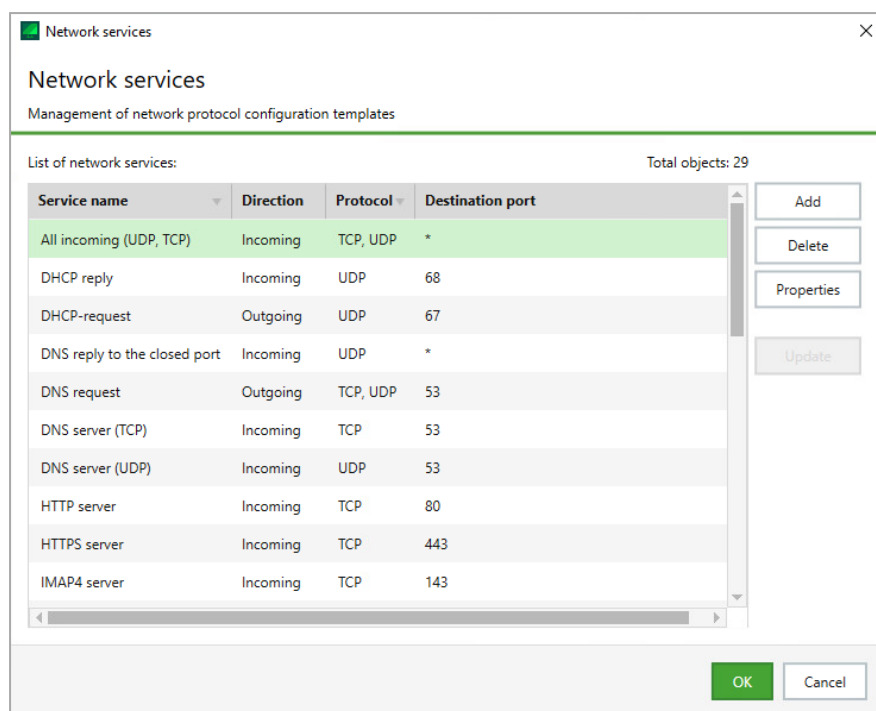 Network services
Network services
Management of network protocol configuration templates
List of network services: Total objects: 29
Service name Direction Protocol Destination port
All incoming (UDP, TCP) Incoming TCP, UDP *
DHCP reply Incoming UDP 68
DHCP-request Outgoing UDP 67
DNS reply to the closed port Incoming UDP *
DNS request Outgoing TCP, UDP 53
DNS server (TCP) Incoming TCP 53
DNS server (UDP) Incoming UDP 53
HTTP server Incoming TCP 80
HTTPS server Incoming TCP 443
IMAP4 server Incoming TCP 143
Add
Delete
Properties
Update
OK Cancel